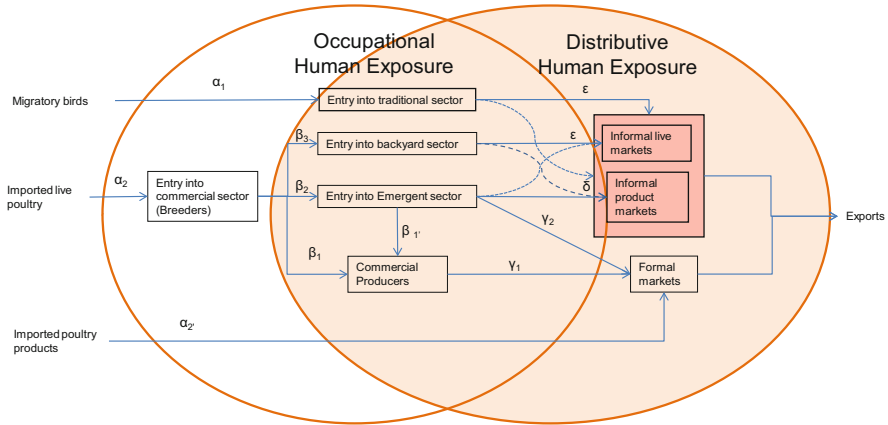 Occupational
Human Exposure
Distributive
Human Exposure
α1
Migratory birds
Entry into traditional sector
ε
β3
Entry into backyard sector
ε
Informal live
markets
Imported live
poultry
α2
Entry into
commercial sector
(Breeders)
β2
Entry into Emergent sector
δ
Informal
product
markets
γ2
Exports
β 1'
β1
Commercial
Producers
γ1
Formal
markets
Imported poultry
products
α2'